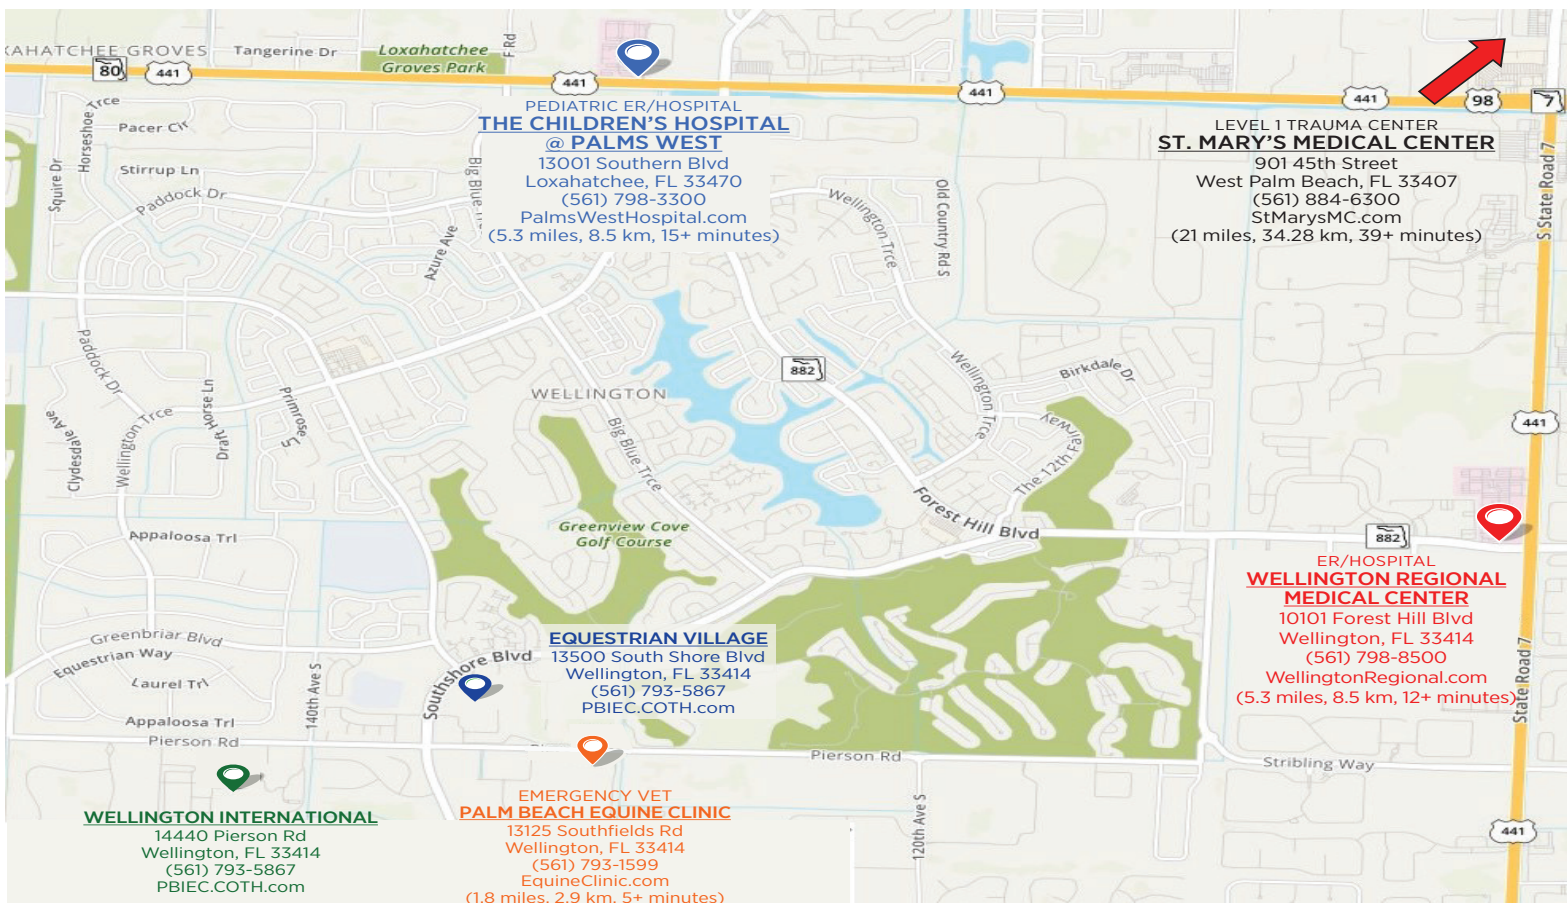 XAHATCHEE GROVES
Tangerine Dr
Loxahatchee
Groves Park
F Rd
80
441
441
441
441
98
7
PEDIATRIC ER/HOSPITAL
THE CHILDREN'S HOSPITAL
@ PALMS WEST
13001 Southern Blvd
Loxahatchee, FL 33470
(561) 798-3300
PalmsWestHospital.com
(5.3 miles, 8.5 km, 15+ minutes)
LEVEL 1 TRAUMA CENTER
ST. MARY'S MEDICAL CENTER
901 45th Street
West Palm Beach, FL 33407
(561) 884-6300
StMarysMC.com
(21 miles, 34.28 km, 39+ minutes)
Horseshoe Trce
Pacer Cir
Squire Dr
Stirrup Ln
Paddock Dr
Big Blue
Azure Ave
Wellington Trce
Old Country Rd S
S State Road 7
Paddock Dr
882
Wellington Trce
Birkdale Dr
WELLINGTON
Clydesdale Ave
Wellington Trce
Draft Horse Ln
Primrose Ln
Big Blue Trce
The 12th Fairway
441
Forest Hill Blvd
Appaloosa Trl
Greenview Cove
Golf Course
882
ER/HOSPITAL
WELLINGTON REGIONAL
MEDICAL CENTER
10101 Forest Hill Blvd
Wellington, FL 33414
(561) 798-8500
WellingtonRegional.com
(5.3 miles, 8.5 km, 12+ minutes)
State Road 7
Greenbriar Blvd
Equestrian Way
Laurel Trl
140th Ave S
Southshore Blvd
EQUESTRIAN VILLAGE
13500 South Shore Blvd
Wellington, FL 33414
(561) 793-5867
PBIEC.COTH.com
Appaloosa Trl
Pierson Rd
Pierson Rd
Stribling Way
WELLINGTON INTERNATIONAL
14440 Pierson Rd
Wellington, FL 33414
(561) 793-5867
PBIEC.COTH.com
EMERGENCY VET
PALM BEACH EQUINE CLINIC
13125 Southfields Rd
Wellington, FL 33414
(561) 793-1599
EquineClinic.com
(1.8 miles, 2.9 km, 5+ minutes)
120th Ave S
441